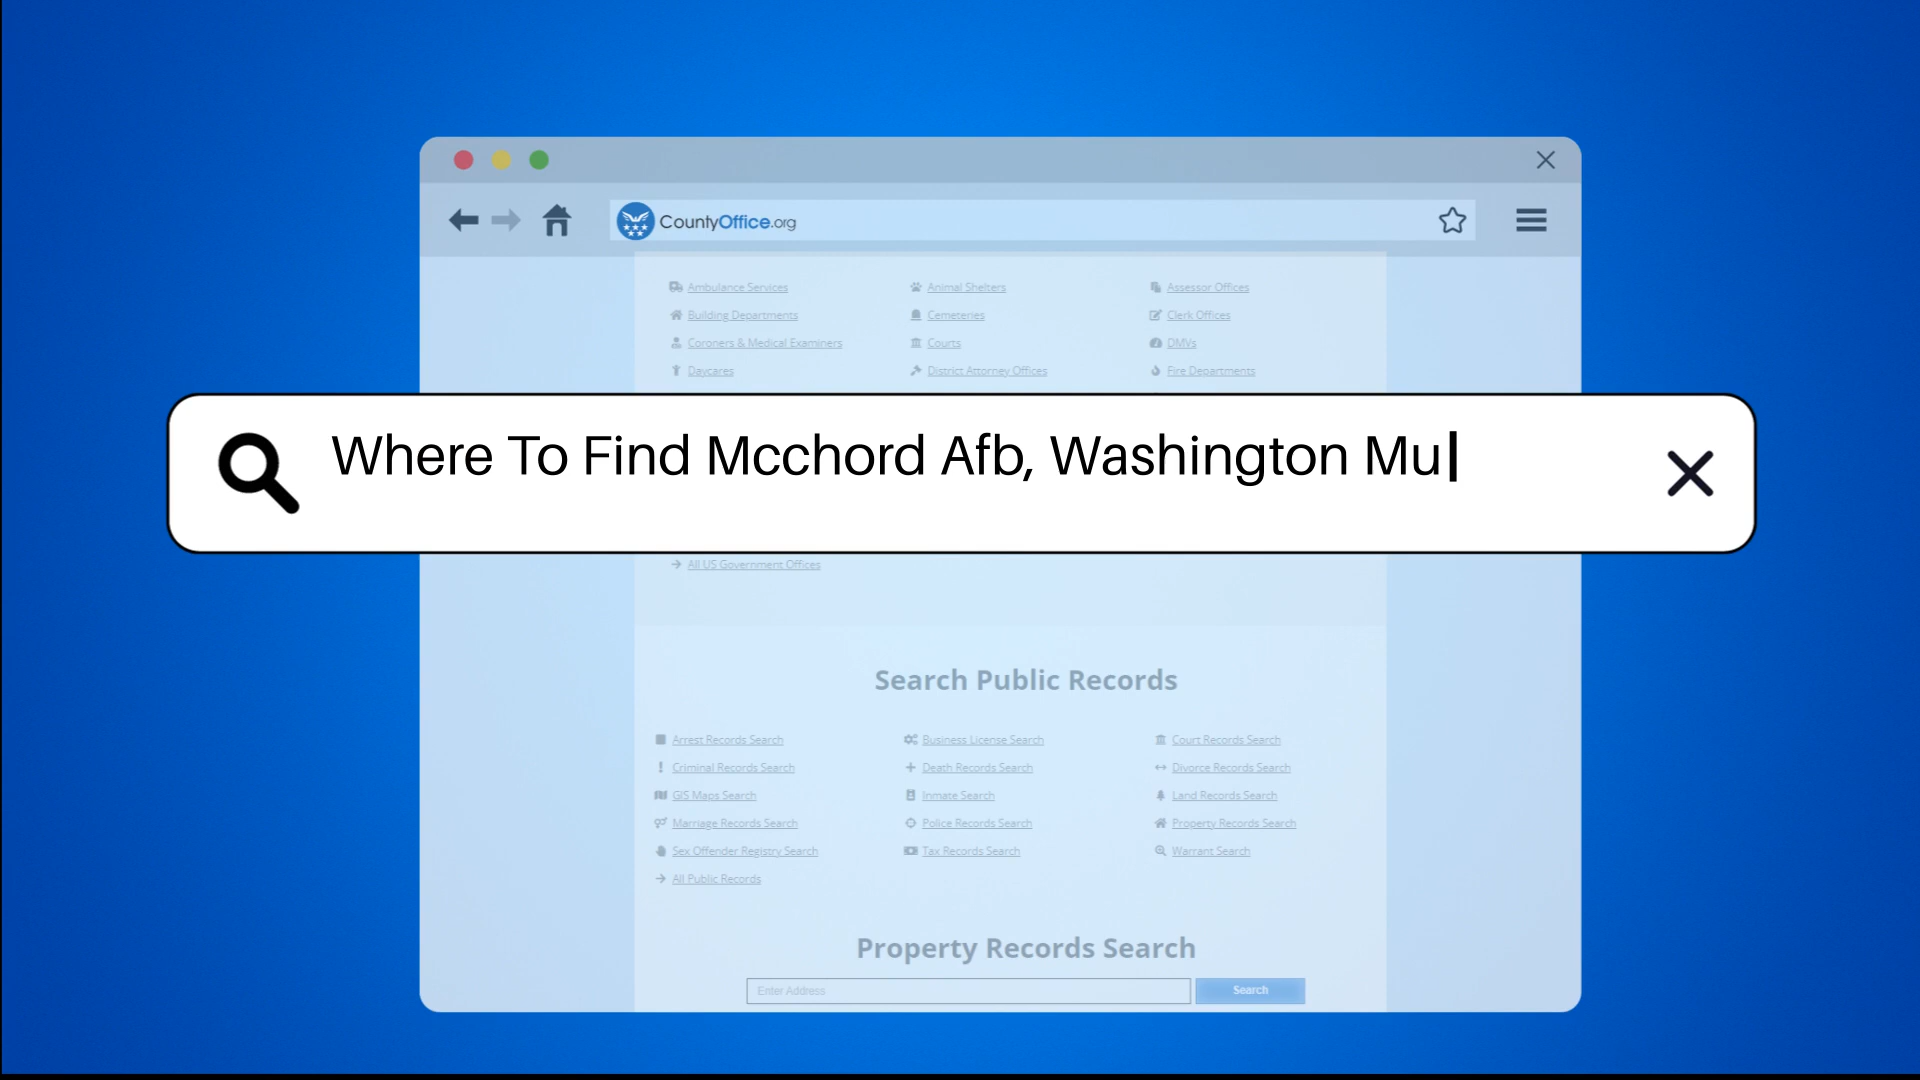 CountyOffice.org
Ambulance Services Animal Shelters Assessor Offices
Building Departments Cemeteries Clerk Offices
Coroners & Medical Examiners Courts DMVs
Daycares District Attorney Offices Fire Departments
Where To Find Mcchord Afb, Washington Mu
All US Government Offices
Search Public Records
Arrest Records Search Business License Search Court Records Search
Criminal Records Search Death Records Search Divorce Records Search
GIS Maps Search Inmate Search Land Records Search
Marriage Records Search Police Records Search Property Records Search
Sex Offender Registry Search Tax Records Search Warrant Search
All Public Records
Property Records Search
Enter Address Search